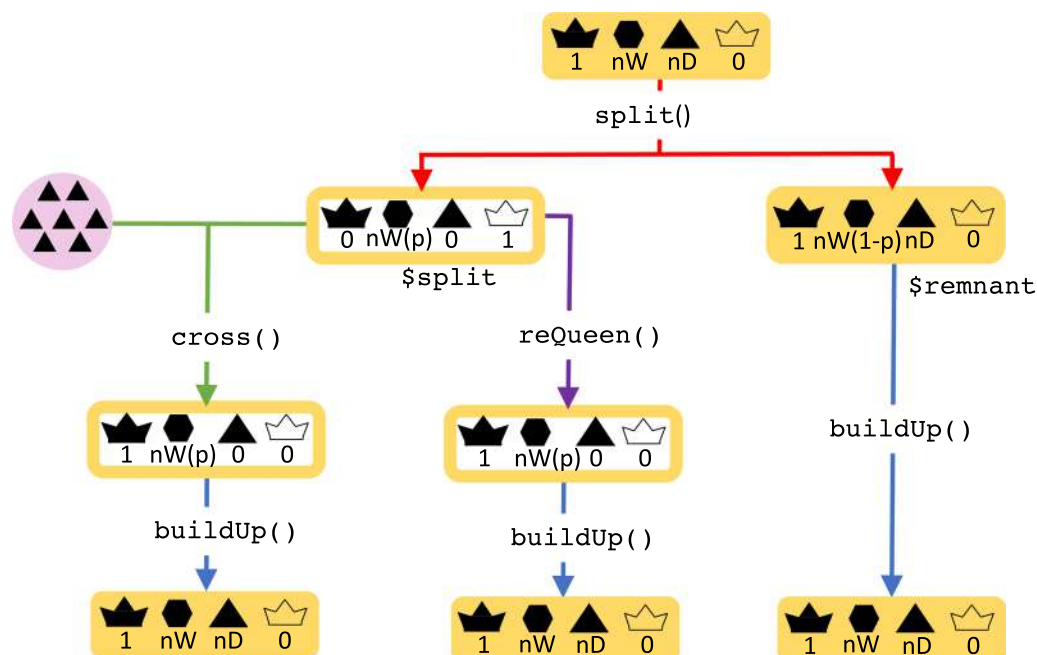 1 nW nD 0
split()
0 nW(p) 0 1
1 nW(1-p) nD 0
$split
$remnant
cross()
reQueen()
buildUp()
1 nW(p) 0 0
1 nW(p) 0 0
buildUp()
buildUp()
1 nW nD 0
1 nW nD 0
1 nW nD 0